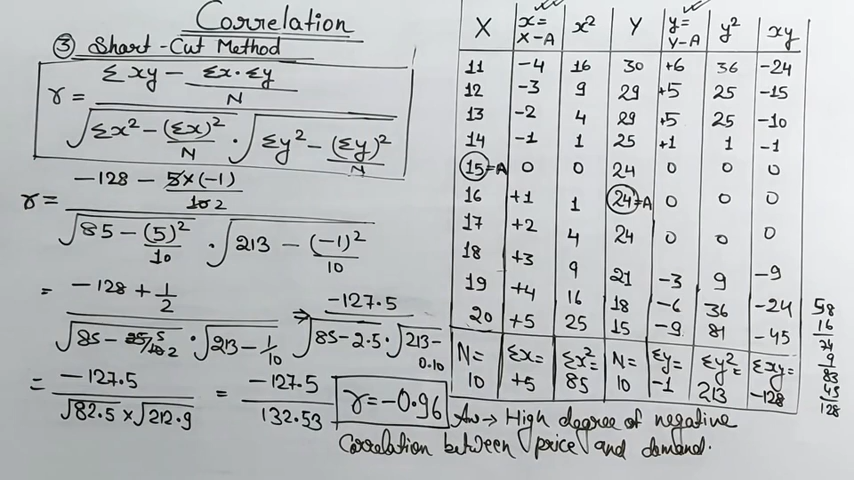 Correlation
③ Short-Cut Method
r = Σxy − Σx·Σy / N
√Σx² − (Σx)²/N · √Σy² − (Σy)²/N
r = −128 − 5×(−1) / 10 2
√85 − (5)²/10 · √213 − (−1)²/10
= −128 + 1/2 / √85 − 25/10 5/2 · √213 − 1/10 ⇒ −127.5 / √85−2.5 · √213−0.10
= −127.5 / √82.5 × √212.9 = −127.5 / 132.53 r = −0.96
X x= X−A x² Y y= Y−A y² xy
11 −4 16 30 +6 36 −24
12 −3 9 29 +5 25 −15
13 −2 4 29 +5 25 −10
14 −1 1 25 +1 1 −1
15=A 0 0 24 0 0 0
16 +1 1 24=A 0 0 0
17 +2 4 24 0 0 0
18 +3 9 21 −3 9 −9
19 +4 16 18 −6 36 −24
20 +5 25 15 −9 81 −45
N= 10 Σx= +5 Σx²= 85 N= 10 Σy= −1 Σy²= 213 Σxy= −128
58
16
74
9
83
45
128
Ans → High degree of negative
correlation between price and demand.